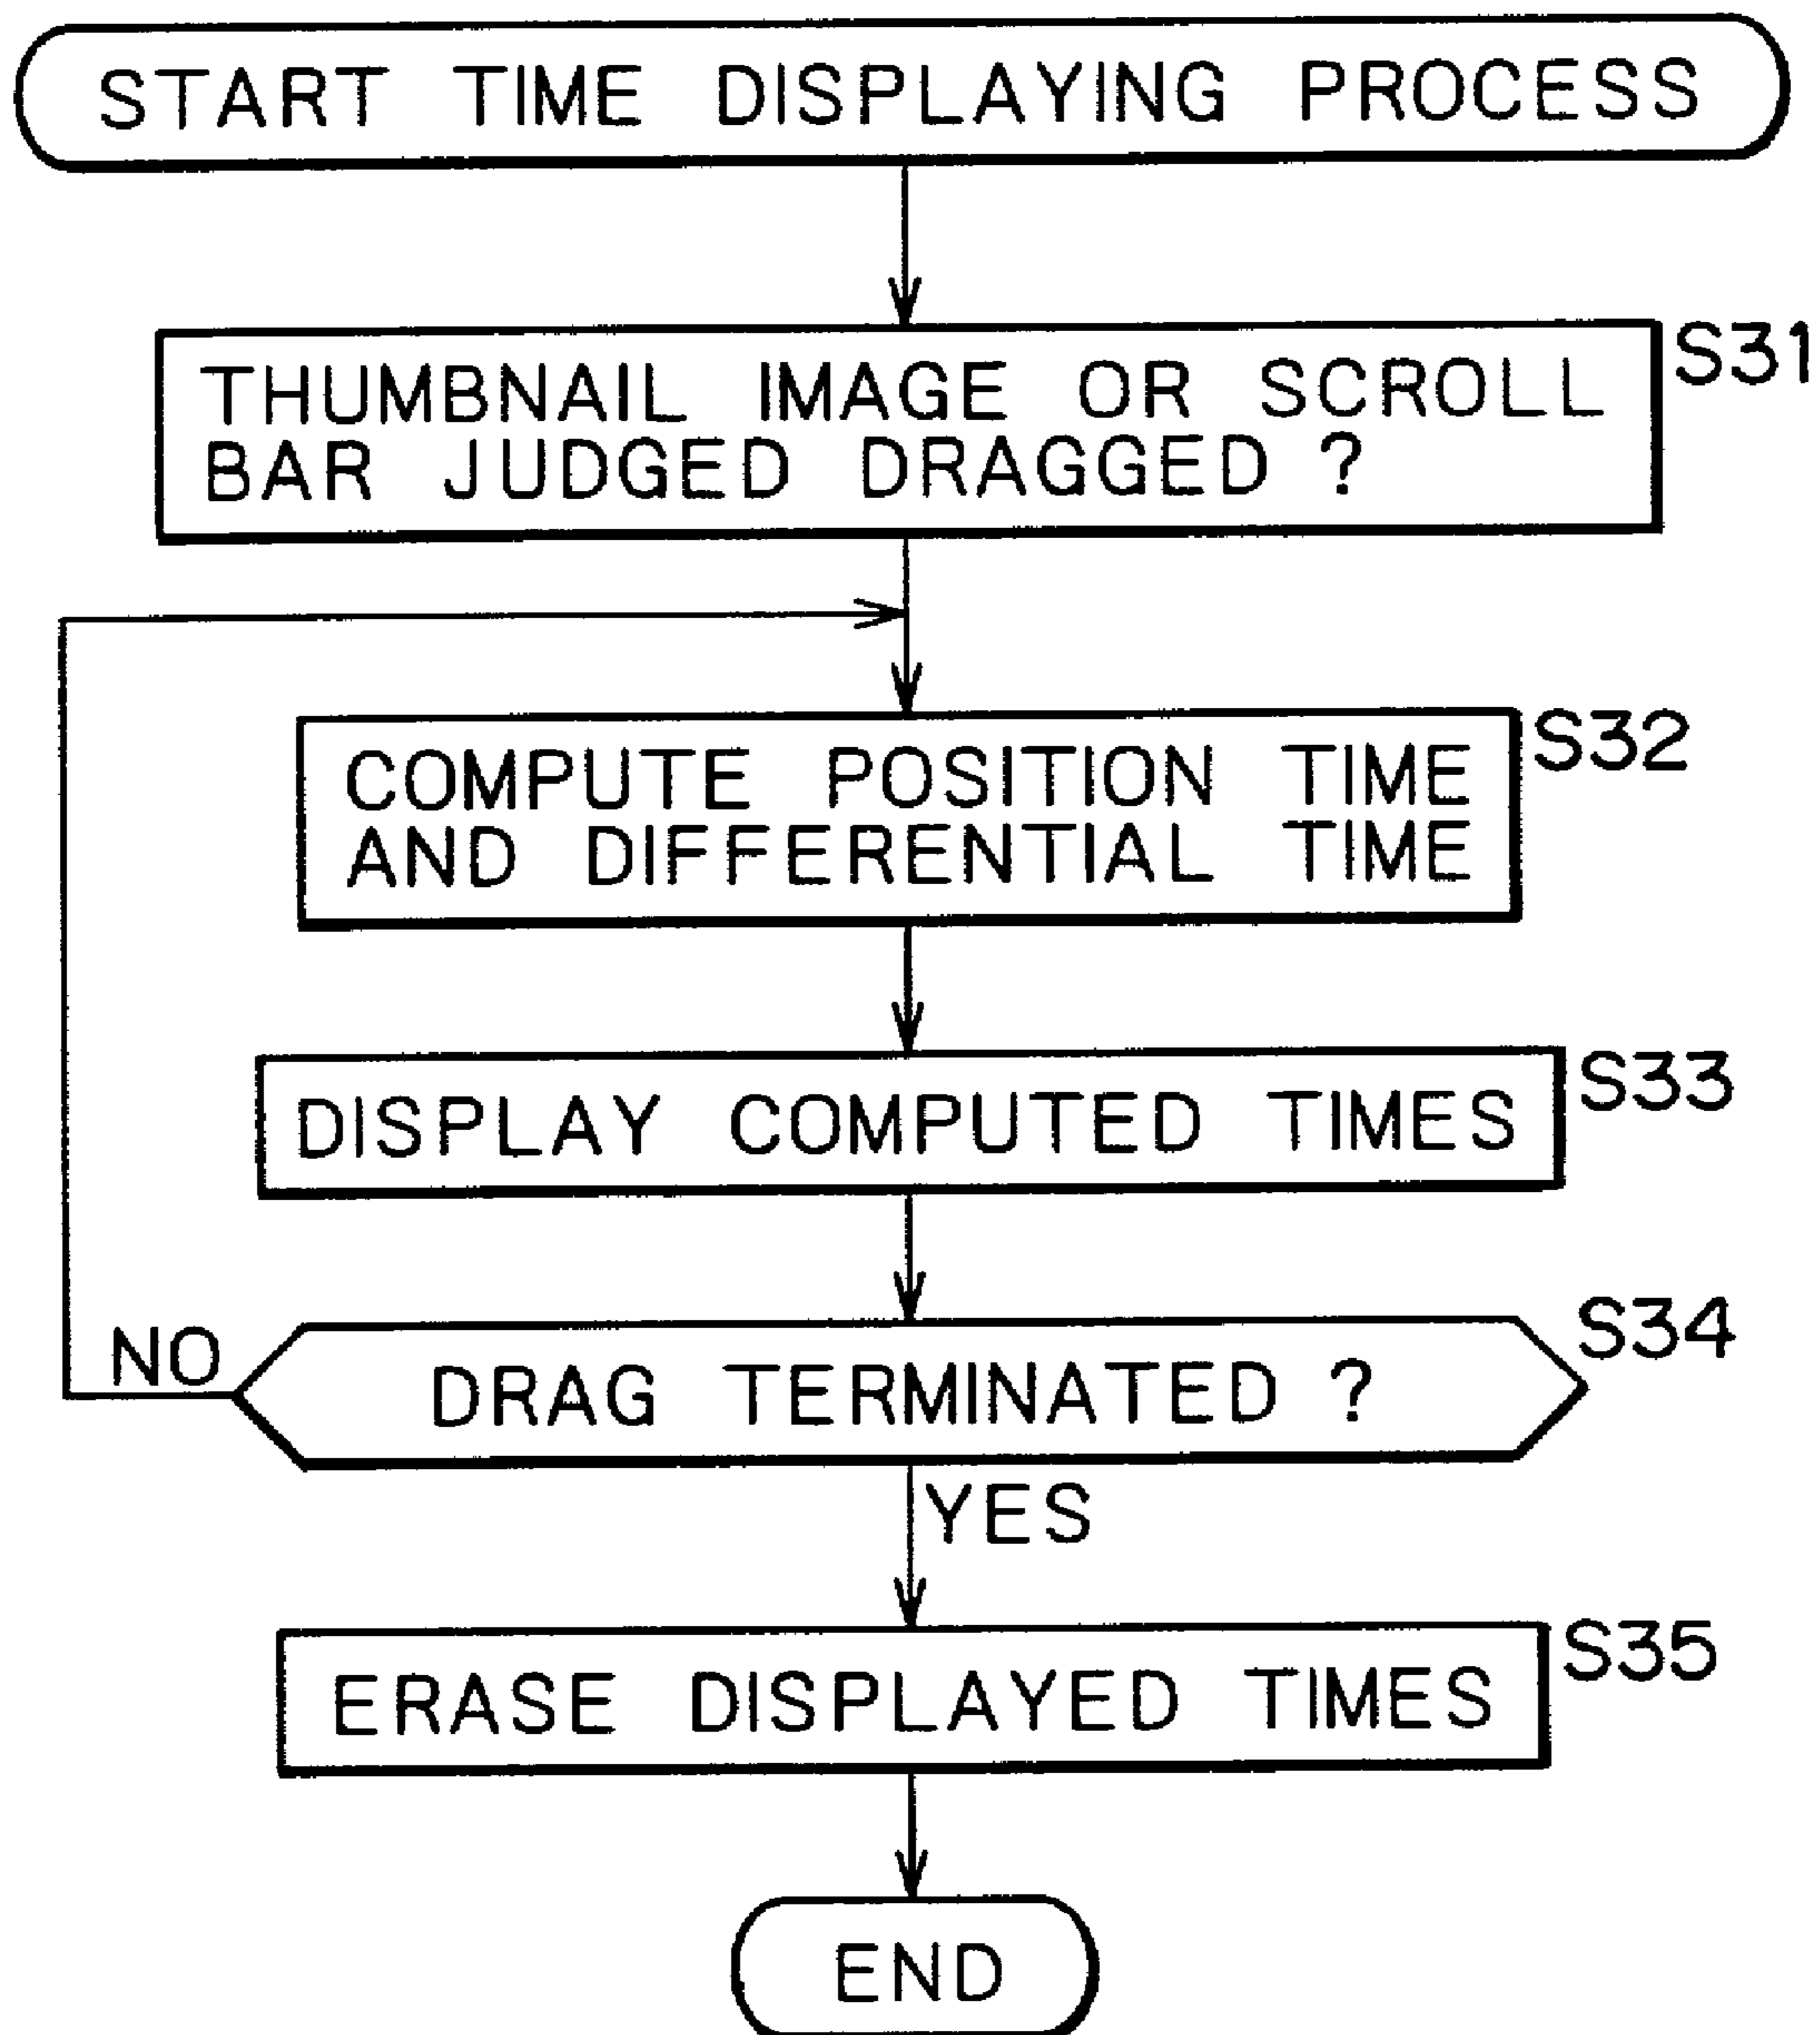 START TIME DISPLAYING PROCESS
S31
THUMBNAIL IMAGE OR SCROLL
BAR JUDGED DRAGGED ?
S32
COMPUTE POSITION TIME
AND DIFFERENTIAL TIME
S33
DISPLAY COMPUTED TIMES
S34
NO
DRAG TERMINATED ?
YES
S35
ERASE DISPLAYED TIMES
END